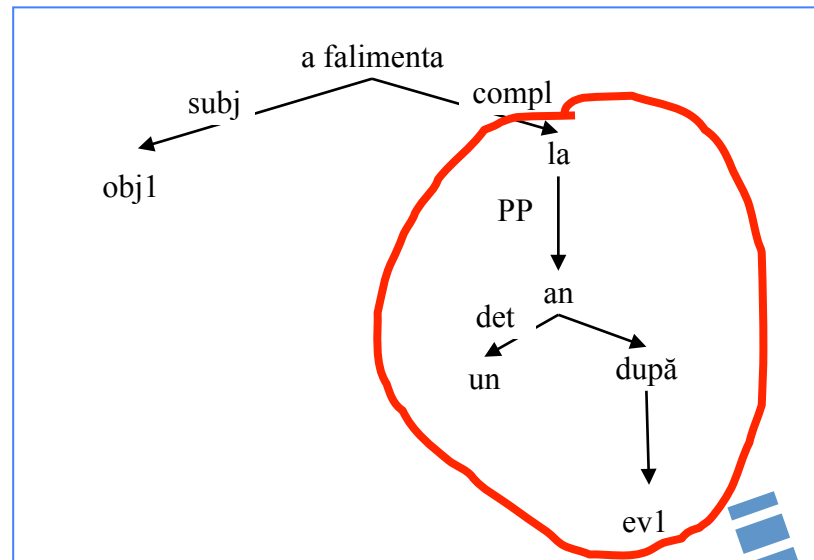 a falimenta
subj compl
la
obj1
PP
an
det
un după
ev1